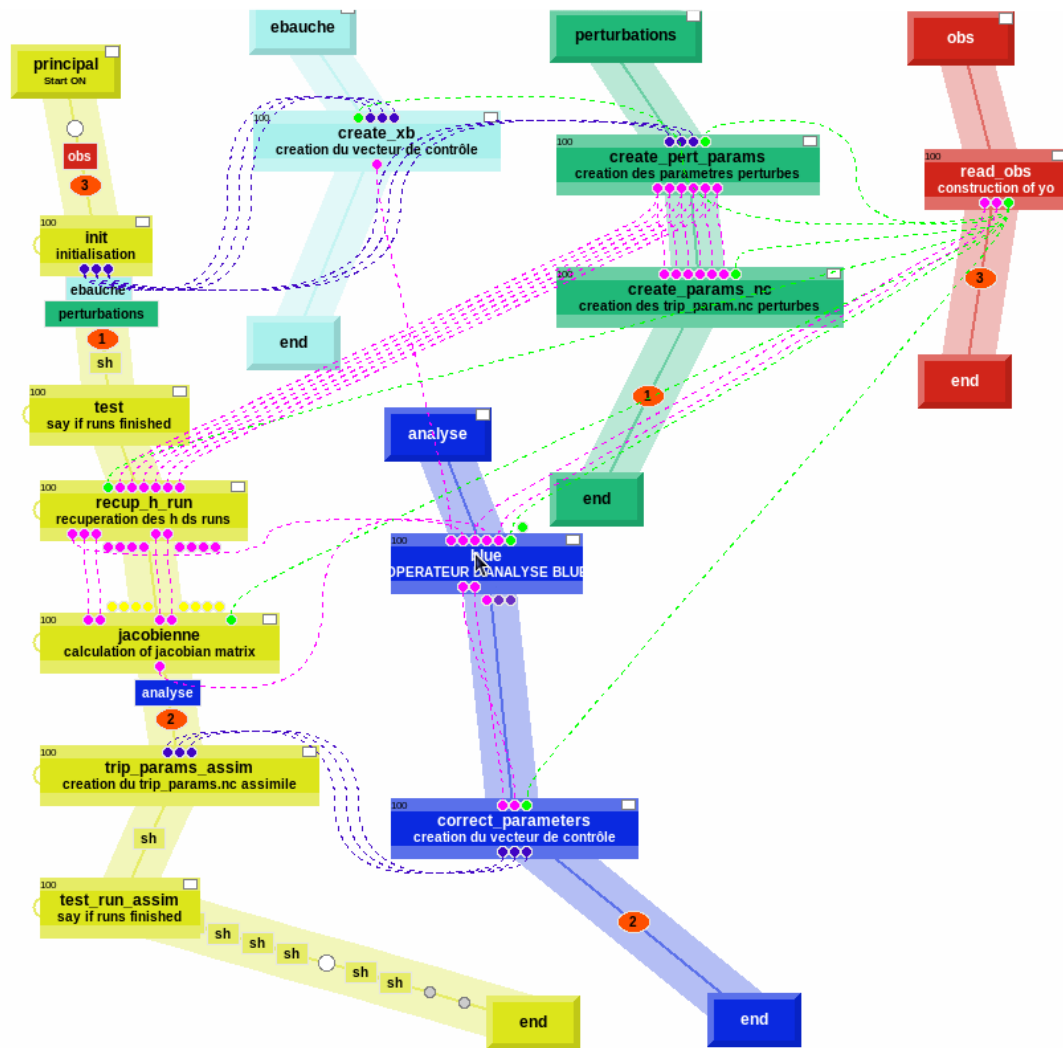 principal
Start ON
obs
3
100
init
initialisation
ebauche
perturbations
1
sh
100
test
say if runs finished
100
recup_h_run
recuperation des h ds runs
100
jacobienne
calculation of jacobian matrix
analyse
2
100
trip_params_assim
creation du trip_params.nc assimile
sh
100
test_run_assim
say if runs finished
sh
sh
sh
sh
sh
end
ebauche
100
create_xb
creation du vecteur de contrôle
end
perturbations
100
create_pert_params
creation des parametres perturbes
100
create_params_nc
creation des trip_param.nc perturbes
1
end
obs
100
read_obs
construction of yo
3
end
analyse
100
blue
OPERATEUR D'ANALYSE BLUE
100
correct_parameters
creation du vecteur de contrôle
2
end